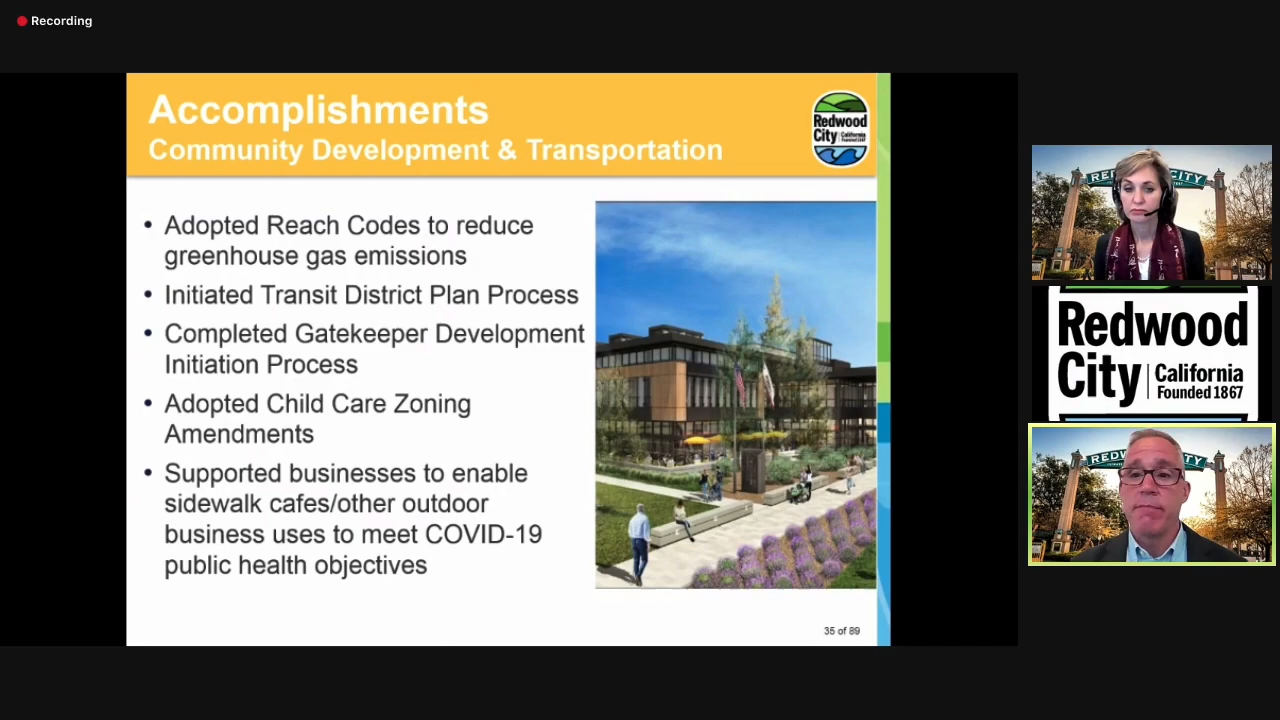 Recording
Accomplishments
Community Development & Transportation
Redwood
City | California
Founded 1867
• Adopted Reach Codes to reduce
greenhouse gas emissions
• Initiated Transit District Plan Process
• Completed Gatekeeper Development
Initiation Process
• Adopted Child Care Zoning
Amendments
• Supported businesses to enable
sidewalk cafes/other outdoor
business uses to meet COVID-19
public health objectives
35 of 89
Redwood
City | California
Founded 1867